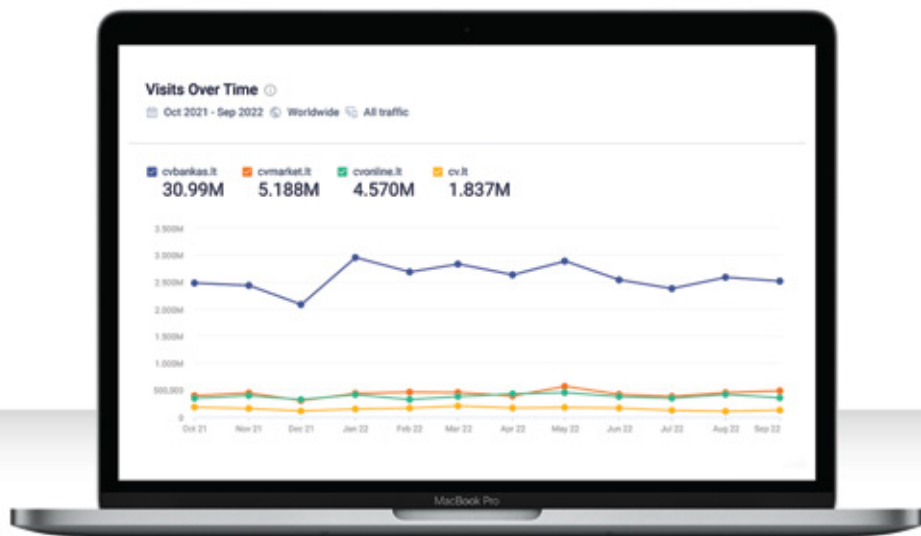 Visits Over Time
Oct 2021 - Sep 2022 Worldwide All traffic
cvbankas.lt cvmarket.lt cvonline.lt cv.lt
30.99M 5.188M 4.570M 1.837M
3.500M
3.000M
2.500M
2.000M
1.500M
1.000M
500,000
0
Oct 21 Nov 21 Dec 21 Jan 22 Feb 22 Mar 22 Apr 22 May 22 Jun 22 Jul 22 Aug 22 Sep 22
MacBook Pro